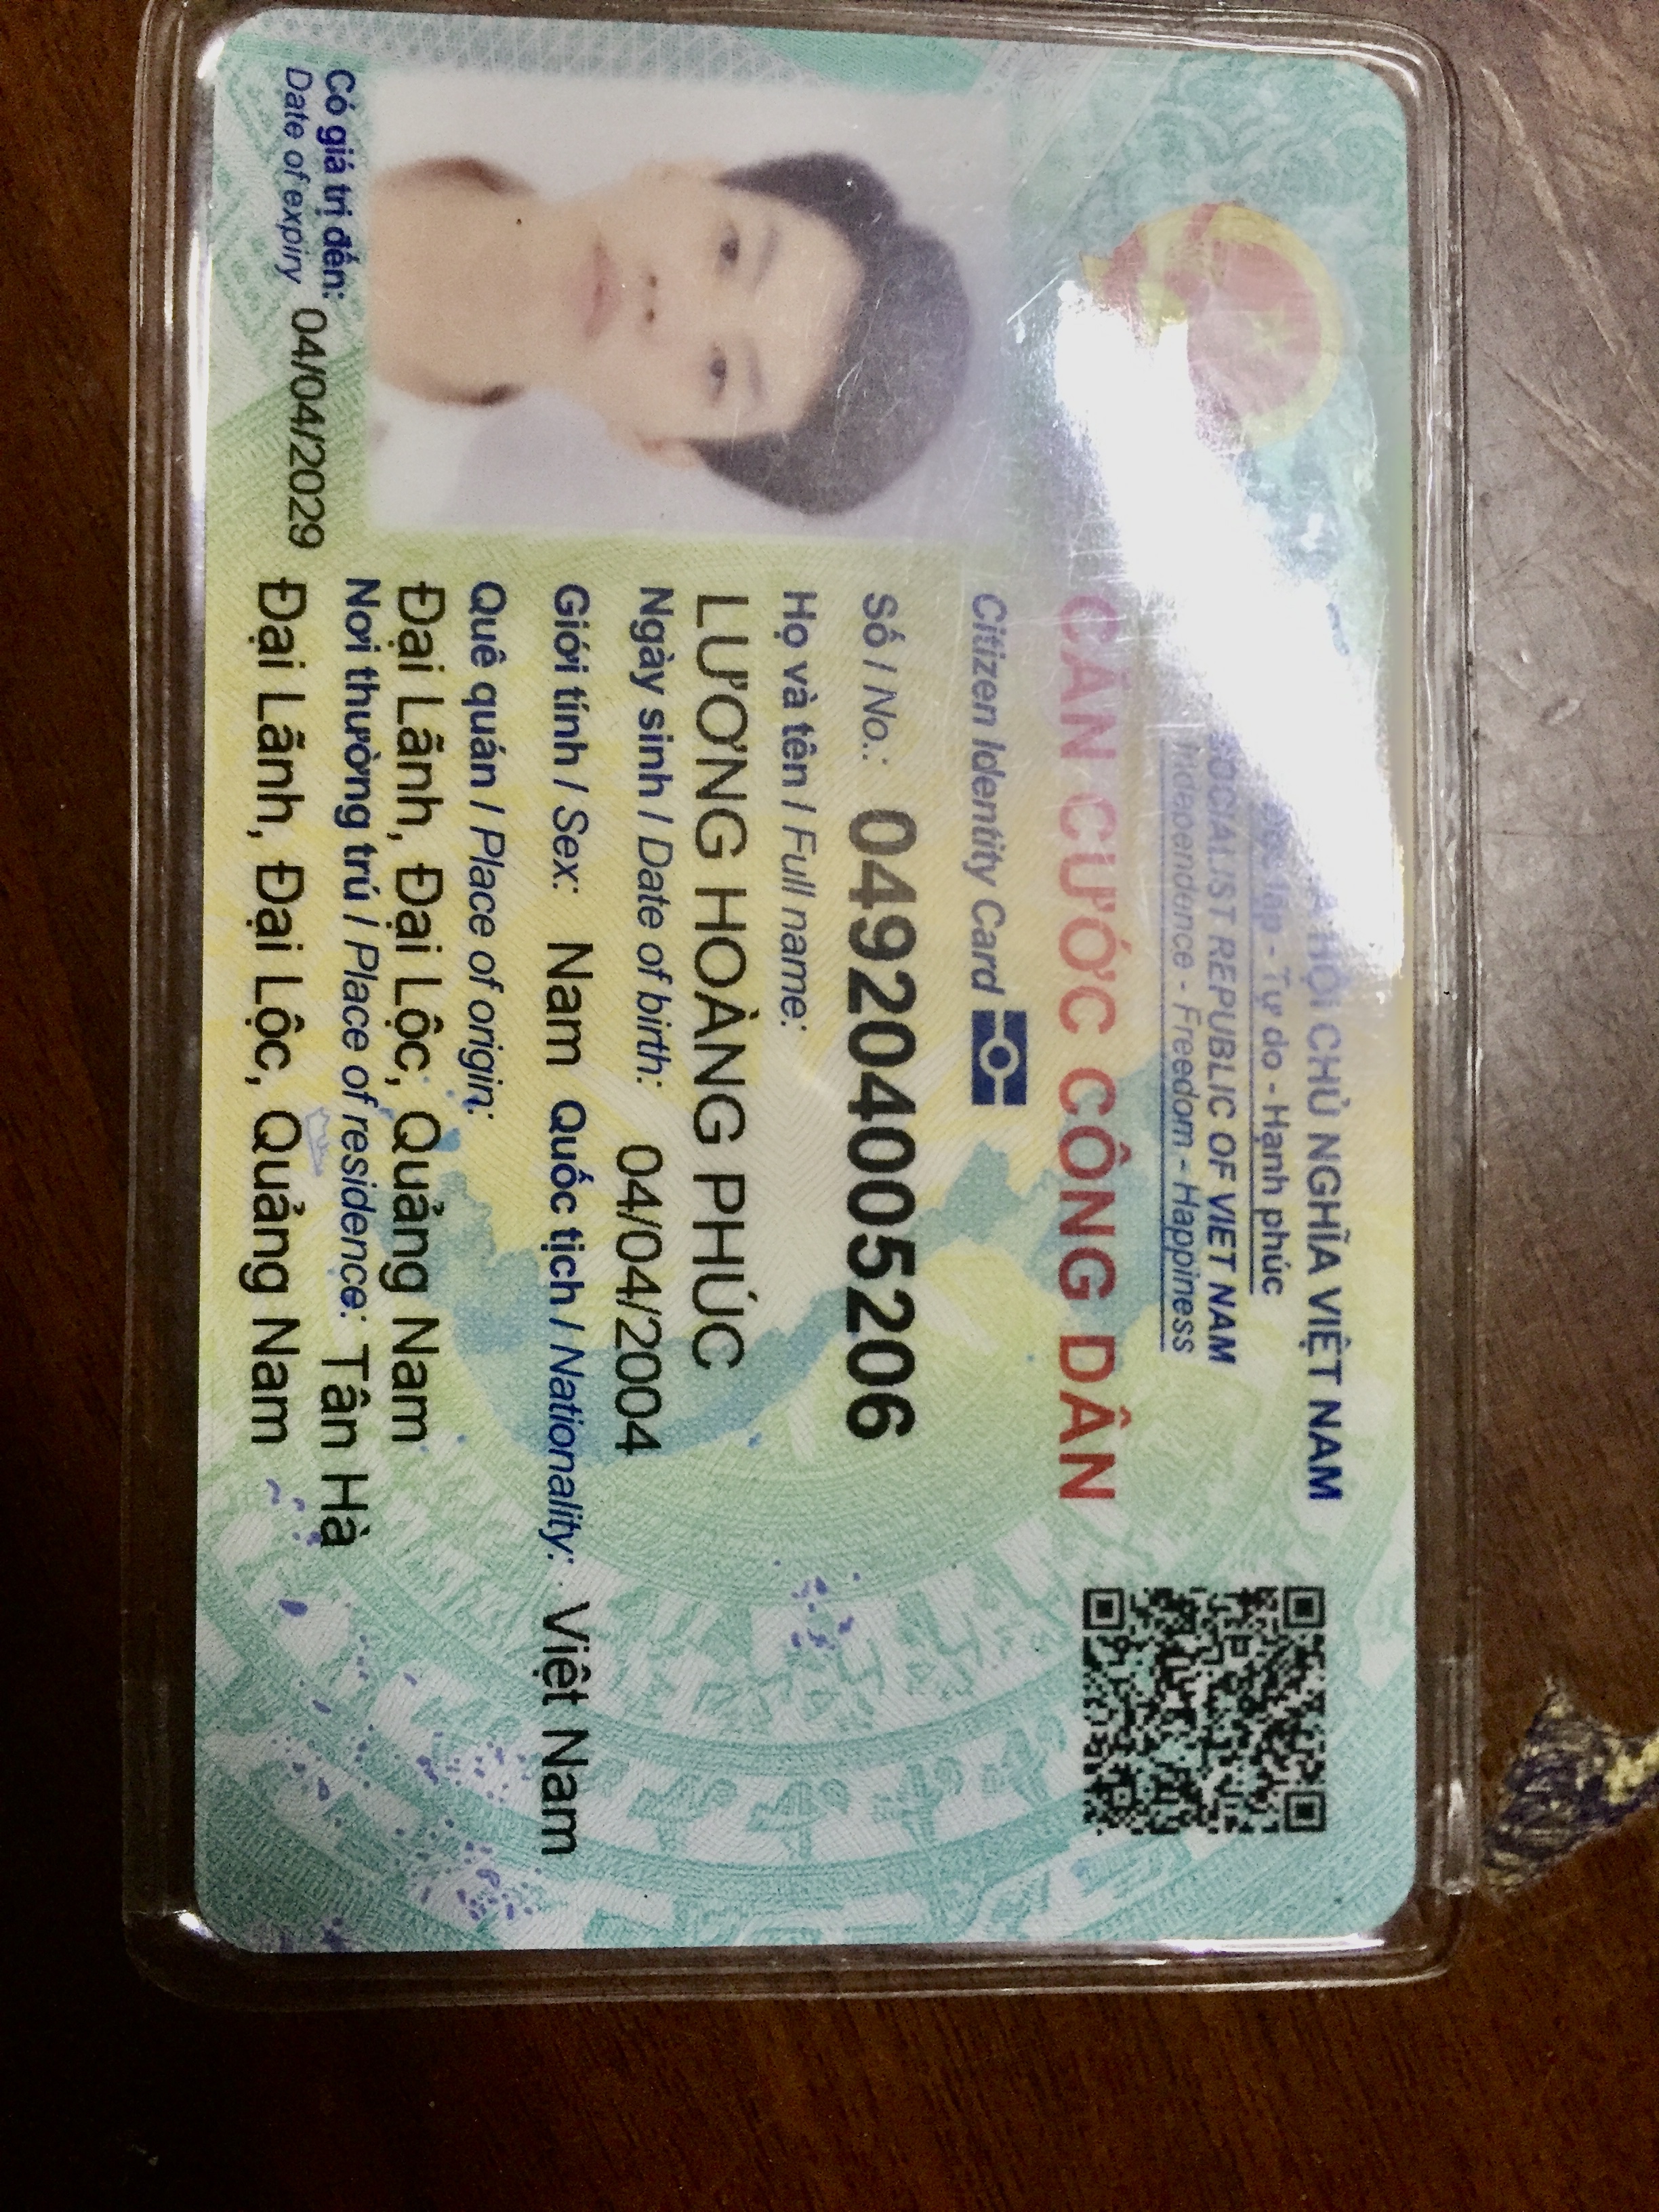 HỘI CHỦ NGHĨA VIỆT NAM
lập - Tự do - Hạnh phúc
SOCIALIST REPUBLIC OF VIET NAM
Independence - Freedom - Happiness
CĂN CƯỚC CÔNG DÂN
Citizen Identity Card
Số / No.: 049204005206
Họ và tên / Full name:
LƯƠNG HOÀNG PHÚC
Ngày sinh / Date of birth: 04/04/2004
Giới tính / Sex: Nam Quốc tịch / Nationality: Việt Nam
Quê quán / Place of origin:
Đại Lãnh, Đại Lộc, Quảng Nam
Nơi thường trú / Place of residence: Tân Hà
Đại Lãnh, Đại Lộc, Quảng Nam
Có giá trị đến: 04/04/2029
Date of expiry